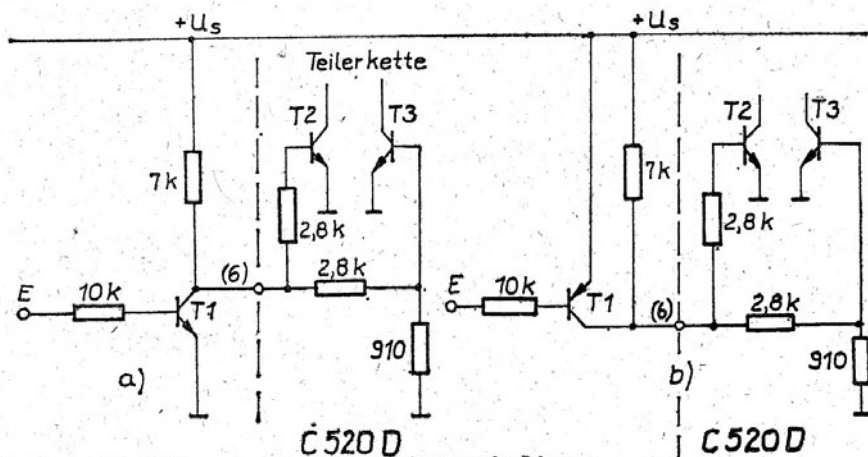 +Us +Us
Teilerkette
T2 T3 T2 T3
7k 7k
2,8k 2,8k
E 10k T1 (6) 2,8k E 10k T1 (6) 2,8k
a) 910 b) 910
C520D C520D